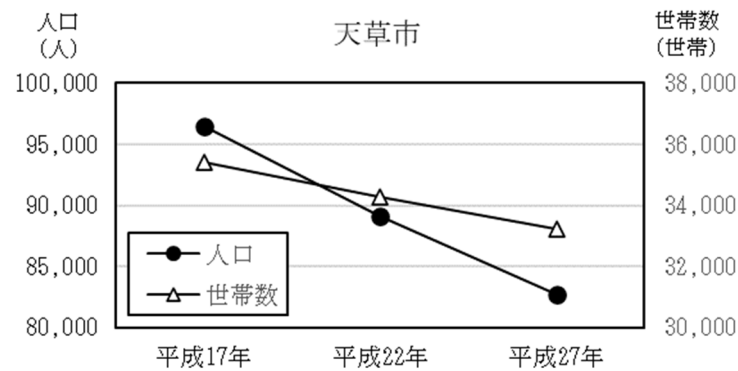 天草市
人口
(人)
世帯数
(世帯)
100,000
95,000
90,000
85,000
80,000
38,000
36,000
34,000
32,000
30,000
人口
世帯数
平成17年
平成22年
平成27年